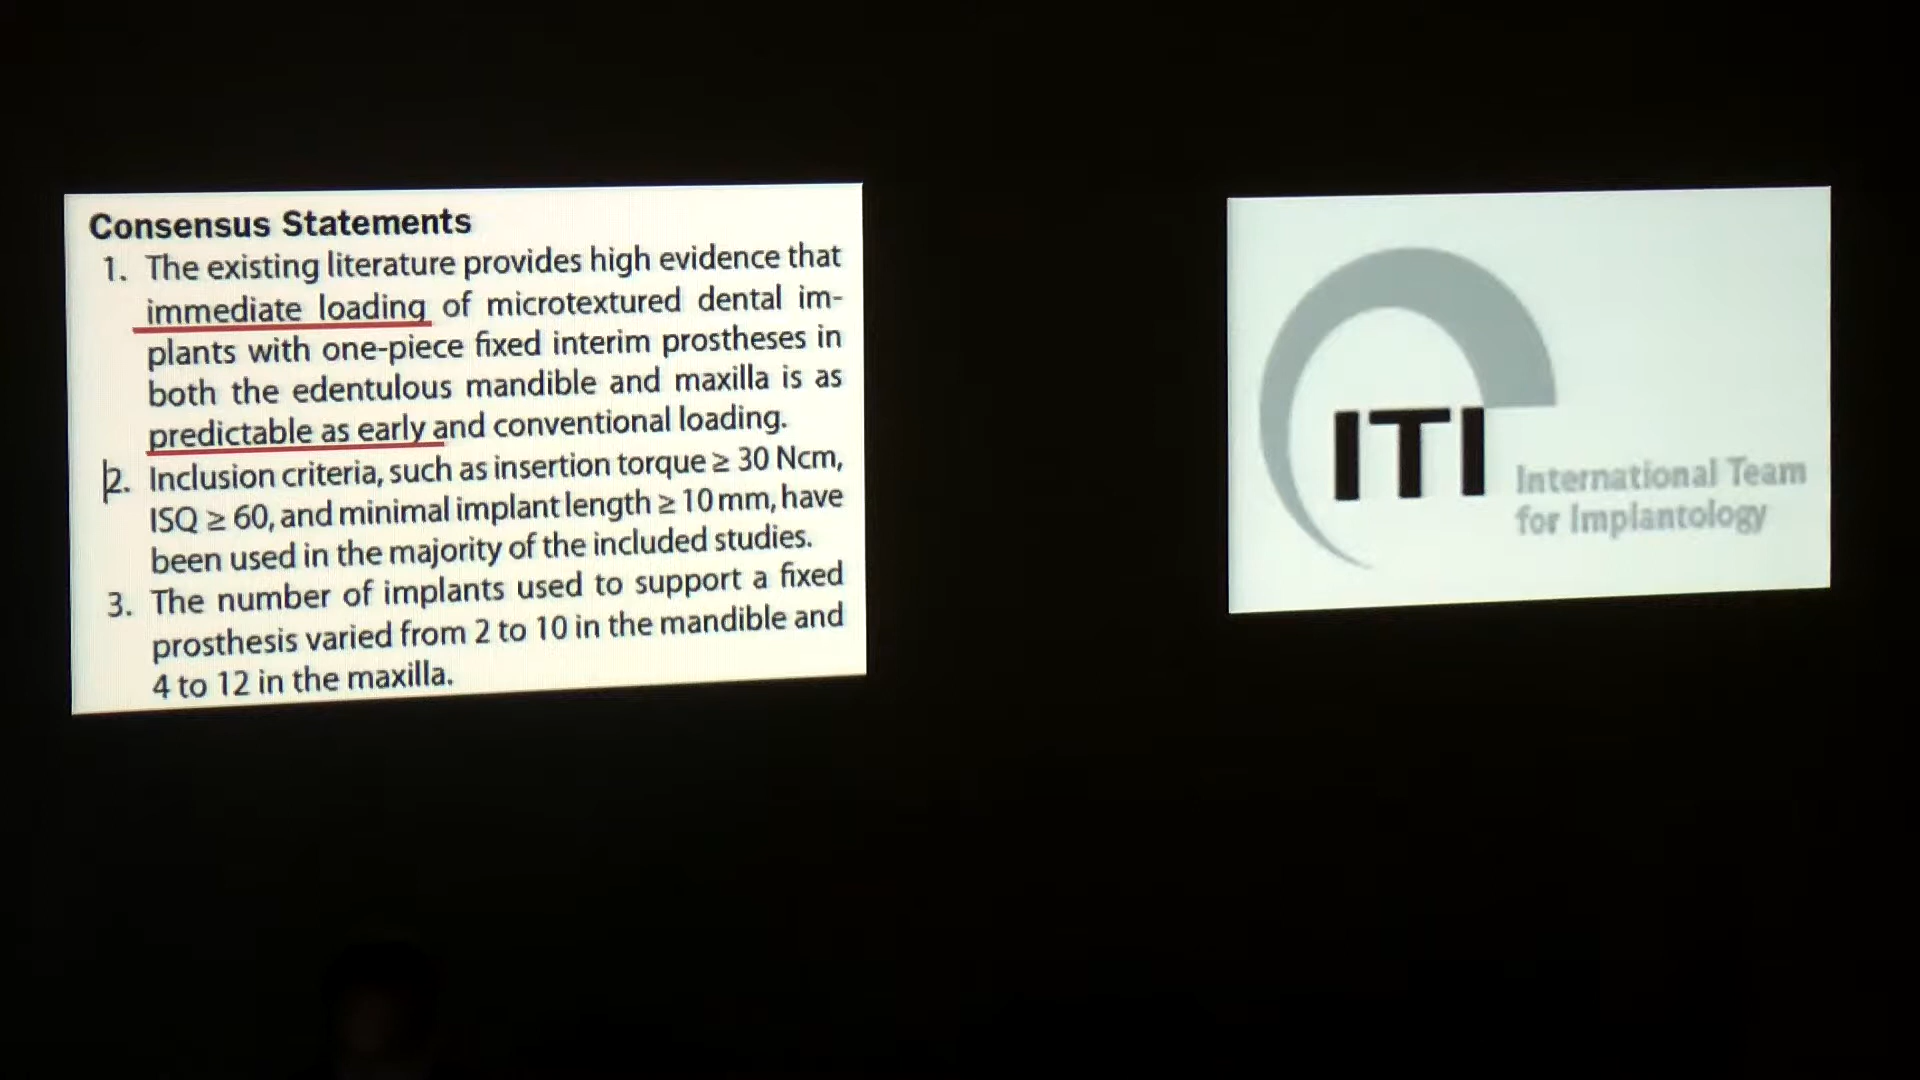 Consensus Statements
1. The existing literature provides high evidence that
immediate loading of microtextured dental im-
plants with one-piece fixed interim prostheses in
both the edentulous mandible and maxilla is as
predictable as early and conventional loading.
2. Inclusion criteria, such as insertion torque ≥ 30 Ncm,
ISQ ≥ 60, and minimal implant length ≥ 10 mm, have
been used in the majority of the included studies.
3. The number of implants used to support a fixed
prosthesis varied from 2 to 10 in the mandible and
4 to 12 in the maxilla.
ITI
International Team
for Implantology